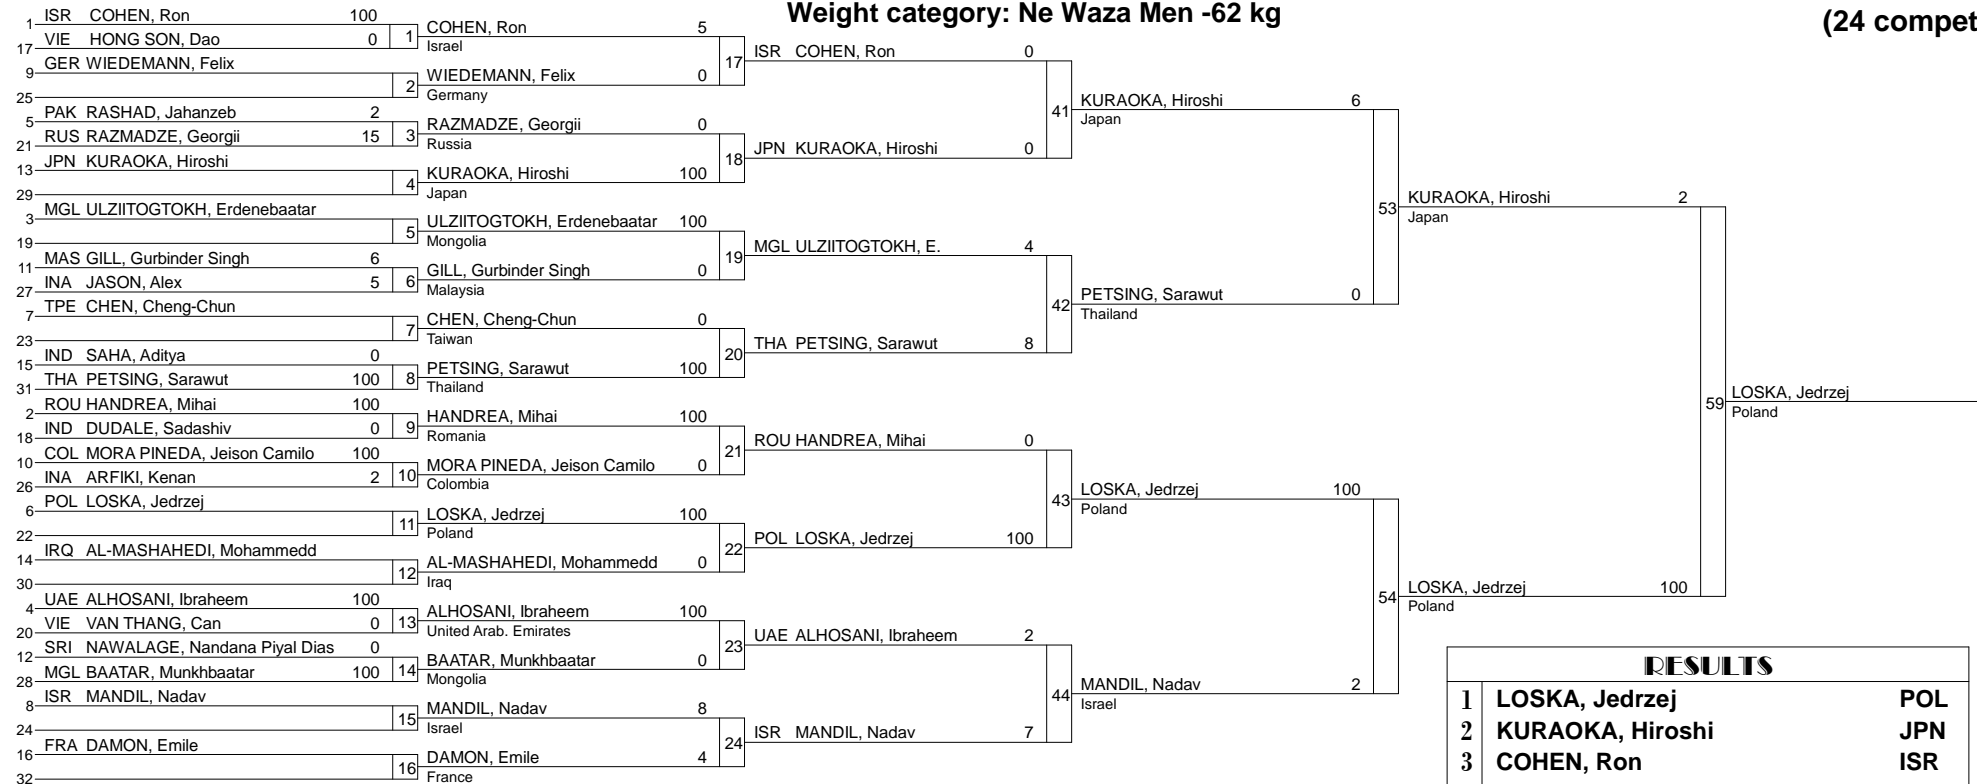 Weight category: Ne Waza Men -62 kg
(24 compet
1 ISR COHEN, Ron 100
17 VIE HONG SON, Dao 0
1
9 GER WIEDEMANN, Felix
25
2
5 PAK RASHAD, Jahanzeb 2
21 RUS RAZMADZE, Georgii 15
3
13 JPN KURAOKA, Hiroshi
29
4
3 MGL ULZIITOGTOKH, Erdenebaatar
19
5
11 MAS GILL, Gurbinder Singh 6
27 INA JASON, Alex 5
6
7 TPE CHEN, Cheng-Chun
23
7
15 IND SAHA, Aditya 0
31 THA PETSING, Sarawut 100
8
2 ROU HANDREA, Mihai 100
18 IND DUDALE, Sadashiv 0
9
10 COL MORA PINEDA, Jeison Camilo 100
26 INA ARFIKI, Kenan 2
10
6 POL LOSKA, Jedrzej
22
11
14 IRQ AL-MASHAHEDI, Mohammedd
30
12
4 UAE ALHOSANI, Ibraheem 100
20 VIE VAN THANG, Can 0
13
12 SRI NAWALAGE, Nandana Piyal Dias 0
28 MGL BAATAR, Munkhbaatar 100
14
8 ISR MANDIL, Nadav
24
15
16 FRA DAMON, Emile
32
16
COHEN, Ron 5
Israel
17
WIEDEMANN, Felix 0
Germany
RAZMADZE, Georgii 0
Russia
18
KURAOKA, Hiroshi 100
Japan
ULZIITOGTOKH, Erdenebaatar 100
Mongolia
19
GILL, Gurbinder Singh 0
Malaysia
CHEN, Cheng-Chun 0
Taiwan
20
PETSING, Sarawut 100
Thailand
HANDREA, Mihai 100
Romania
21
MORA PINEDA, Jeison Camilo 0
Colombia
LOSKA, Jedrzej 100
Poland
22
AL-MASHAHEDI, Mohammedd 0
Iraq
ALHOSANI, Ibraheem 100
United Arab. Emirates
23
BAATAR, Munkhbaatar 0
Mongolia
MANDIL, Nadav 8
Israel
24
DAMON, Emile 4
France
ISR COHEN, Ron 0
41
JPN KURAOKA, Hiroshi 0
MGL ULZIITOGTOKH, E. 4
42
THA PETSING, Sarawut 8
ROU HANDREA, Mihai 0
43
POL LOSKA, Jedrzej 100
UAE ALHOSANI, Ibraheem 2
44
ISR MANDIL, Nadav 7
KURAOKA, Hiroshi 6
Japan
53
PETSING, Sarawut 0
Thailand
LOSKA, Jedrzej 100
Poland
54
MANDIL, Nadav 2
Israel
KURAOKA, Hiroshi 2
Japan
59
LOSKA, Jedrzej 100
Poland
LOSKA, Jedrzej
Poland
RESULTS
1 LOSKA, Jedrzej POL
2 KURAOKA, Hiroshi JPN
3 COHEN, Ron ISR